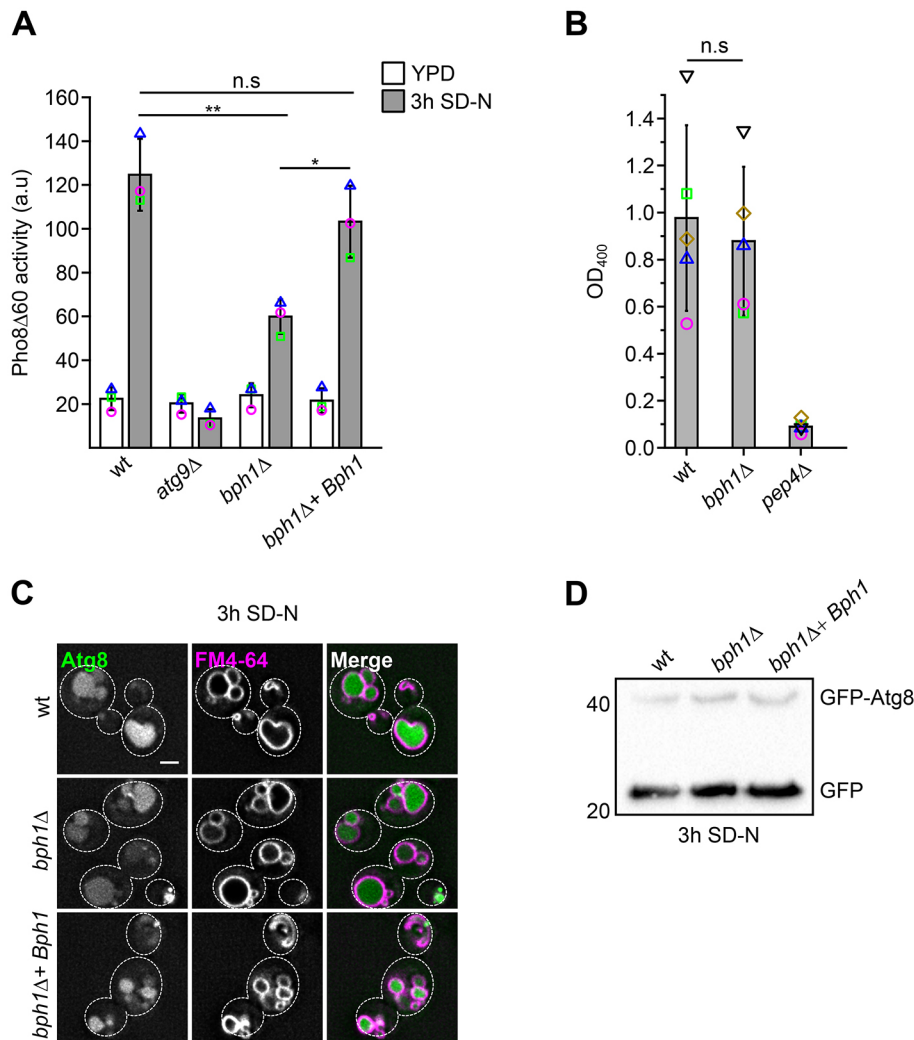 A
n.s
**
*
YPD
3h SD-N
Pho8Δ60 activity (a.u)
160
140
120
100
80
60
40
20
wt
atg9Δ
bph1Δ
bph1Δ+ Bph1
B
n.s
OD400
1.4
1.2
1.0
0.8
0.6
0.4
0.2
0.0
wt
bph1Δ
pep4Δ
C
3h SD-N
Atg8
FM4-64
Merge
wt
bph1Δ
bph1Δ+ Bph1
D
wt
bph1Δ
bph1Δ+ Bph1
40
GFP-Atg8
20
GFP
3h SD-N